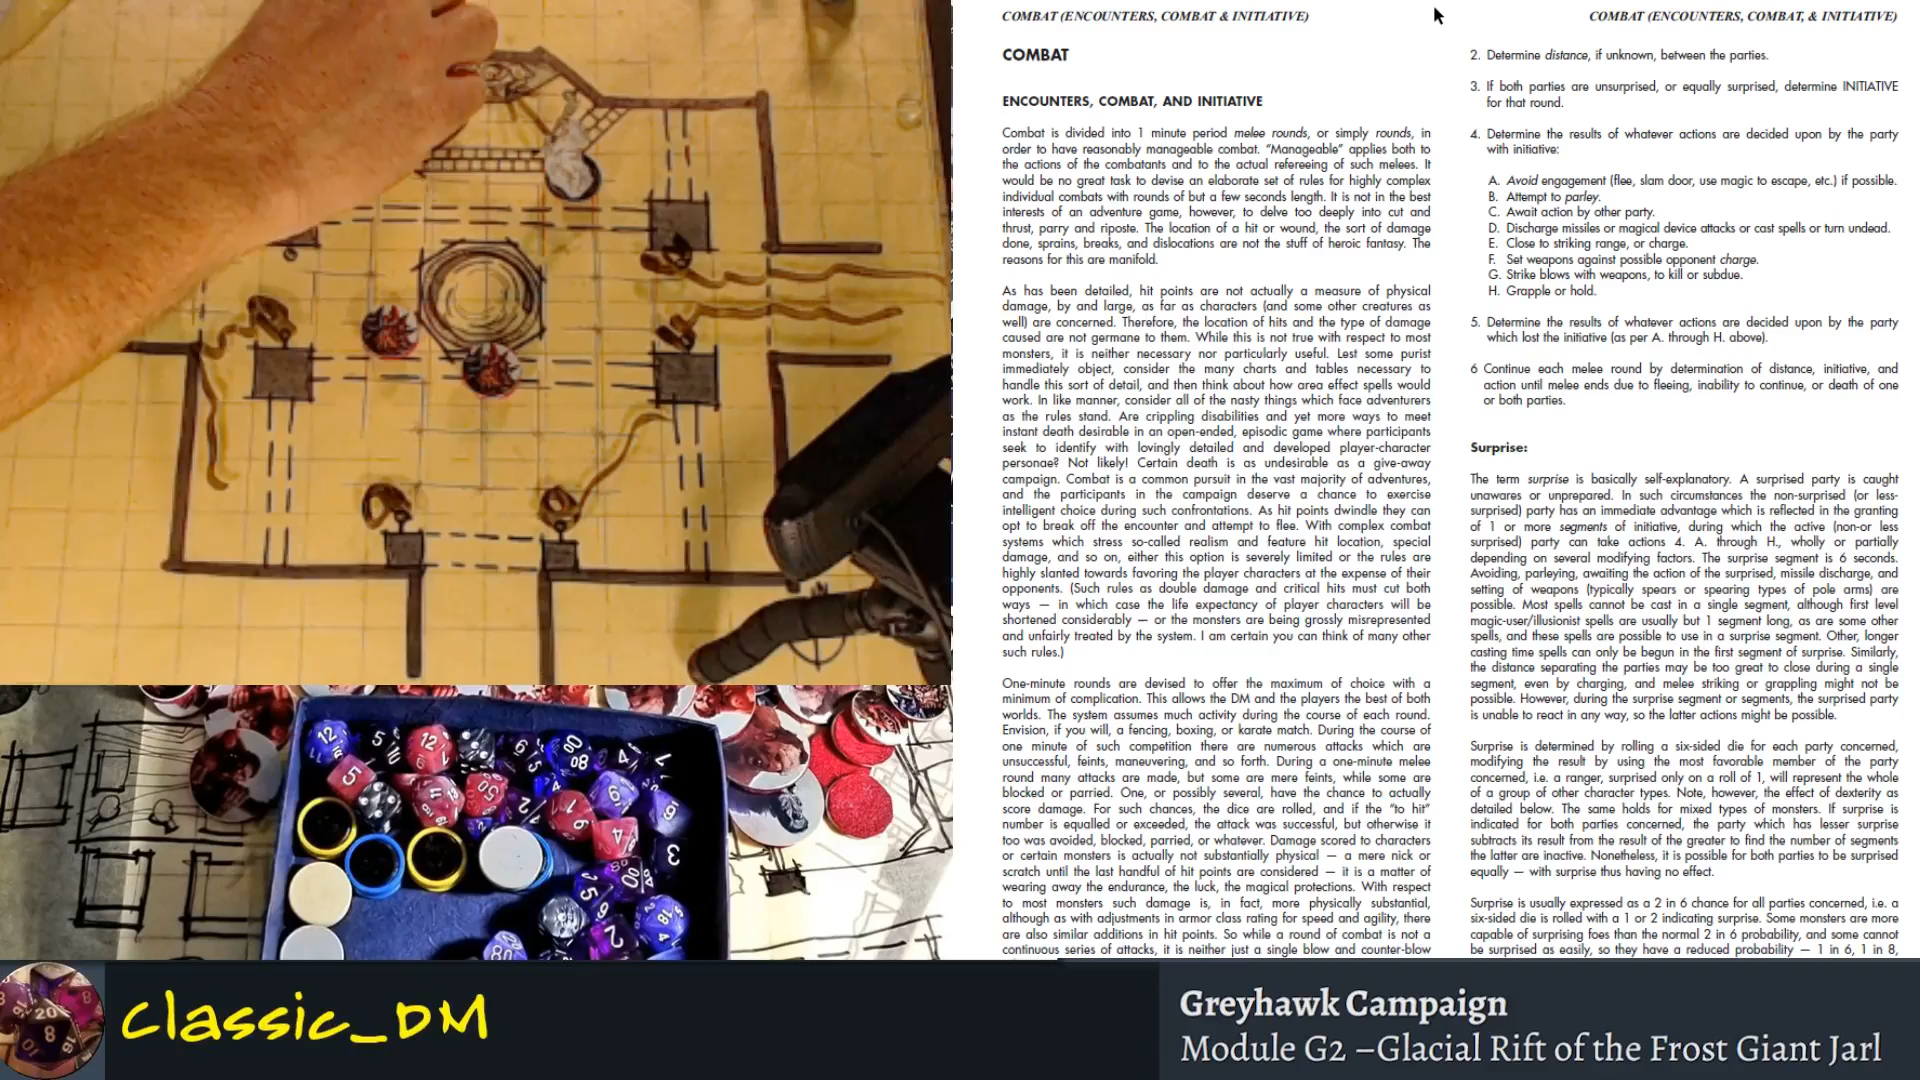 COMBAT (ENCOUNTERS, COMBAT & INITIATIVE)
COMBAT
ENCOUNTERS, COMBAT, AND INITIATIVE
Combat is divided into 1 minute period melee rounds, or simply rounds, in
order to have reasonably manageable combat. “Manageable” applies both to
the actions of the combatants and to the actual refereeing of such melees. It
would be no great task to devise an elaborate set of rules for highly complex
individual combats with rounds of but a few seconds length. It is not in the best
interests of an adventure game, however, to delve too deeply into cut and
thrust, parry and riposte. The location of a hit or wound, the sort of damage
done, sprains, breaks, and dislocations are not the stuff of heroic fantasy. The
reasons for this are manifold.
As has been detailed, hit points are not actually a measure of physical
damage, by and large, as far as characters (and some other creatures as
well) are concerned. Therefore, the location of hits and the type of damage
caused are not germane to them. While this is not true with respect to most
monsters, it is neither necessary nor particularly useful. Lest some purist
immediately object, consider the many charts and tables necessary to
handle this sort of detail, and then think about how area effect spells would
work. In like manner, consider all of the nasty things which face adventurers
as the rules stand. Are crippling disabilities and yet more ways to meet
instant death desirable in an open-ended, episodic game where participants
seek to identify with lovingly detailed and developed player-character
personae? Not likely! Certain death is as undesirable as a give-away
campaign. Combat is a common pursuit in the vast majority of adventures,
and the participants in the campaign deserve a chance to exercise
intelligent choice during such confrontations. As hit points dwindle they can
opt to break off the encounter and attempt to flee. With complex combat
systems which stress so-called realism and feature hit location, special
damage, and so on, either this option is severely limited or the rules are
highly slanted towards favoring the player characters at the expense of their
opponents. (Such rules as double damage and critical hits must cut both
ways — in which case the life expectancy of player characters will be
shortened considerably — or the monsters are being grossly misrepresented
and unfairly treated by the system. I am certain you can think of many other
such rules.)
One-minute rounds are devised to offer the maximum of choice with a
minimum of complication. This allows the DM and the players the best of both
worlds. The system assumes much activity during the course of each round.
Envision, if you will, a fencing, boxing, or karate match. During the course of
one minute of such competition there are numerous attacks which are
unsuccessful, feints, maneuvering, and so forth. During a one-minute melee
round many attacks are made, but some are mere feints, while some are
blocked or parried. One, or possibly several, have the chance to actually
score damage. For such chances, the dice are rolled, and if the “to hit”
number is equalled or exceeded, the attack was successful, but otherwise it
too was avoided, blocked, parried, or whatever. Damage scored to characters
or certain monsters is actually not substantially physical — a mere nick or
scratch until the last handful of hit points are considered — it is a matter of
wearing away the endurance, the luck, the magical protections. With respect
to most monsters such damage is, in fact, more physically substantial,
although as with adjustments in armor class rating for speed and agility, there
are also similar additions in hit points. So while a round of combat is not a
continuous series of attacks, it is neither just a single blow and counter-blow
COMBAT (ENCOUNTERS, COMBAT, & INITIATIVE)
2. Determine distance, if unknown, between the parties.
3. If both parties are unsurprised, or equally surprised, determine INITIATIVE
for that round.
4. Determine the results of whatever actions are decided upon by the party
with initiative:
A. Avoid engagement (flee, slam door, use magic to escape, etc.) if possible.
B. Attempt to parley.
C. Await action by other party.
D. Discharge missiles or magical device attacks or cast spells or turn undead.
E. Close to striking range, or charge.
F. Set weapons against possible opponent charge.
G. Strike blows with weapons, to kill or subdue.
H. Grapple or hold.
5. Determine the results of whatever actions are decided upon by the party
which lost the initiative (as per A. through H. above).
6 Continue each melee round by determination of distance, initiative, and
action until melee ends due to fleeing, inability to continue, or death of one
or both parties.
Surprise:
The term surprise is basically self-explanatory. A surprised party is caught
unawares or unprepared. In such circumstances the non-surprised (or less-
surprised) party has an immediate advantage which is reflected in the granting
of 1 or more segments of initiative, during which the active (non-or less
surprised) party can take actions 4. A. through H., wholly or partially
depending on several modifying factors. The surprise segment is 6 seconds.
Avoiding, parleying, awaiting the action of the surprised, missile discharge, and
setting of weapons (typically spears or spearing types of pole arms) are
possible. Most spells cannot be cast in a single segment, although first level
magic-user/illusionist spells are usually but 1 segment long, as are some other
spells, and these spells are possible to use in a surprise segment. Other, longer
casting time spells can only be begun in the first segment of surprise. Similarly,
the distance separating the parties may be too great to close during a single
segment, even by charging, and melee striking or grappling might not be
possible. However, during the surprise segment or segments, the surprised party
is unable to react in any way, so the latter actions might be possible.
Surprise is determined by rolling a six-sided die for each party concerned,
modifying the result by using the most favorable member of the party
concerned, i.e. a ranger, surprised only on a roll of 1, will represent the whole
of a group of other character types. Note, however, the effect of dexterity as
detailed below. The same holds for mixed types of monsters. If surprise is
indicated for both parties concerned, the party which has lesser surprise
subtracts its result from the result of the greater to find the number of segments
the latter are inactive. Nonetheless, it is possible for both parties to be surprised
equally — with surprise thus having no effect.
Surprise is usually expressed as a 2 in 6 chance for all parties concerned, i.e. a
six-sided die is rolled with a 1 or 2 indicating surprise. Some monsters are more
capable of surprising foes than the normal 2 in 6 probability, and some cannot
be surprised as easily, so they have a reduced probability — 1 in 6, 1 in 8,
classic_DM
Greyhawk Campaign
Module G2 –Glacial Rift of the Frost Giant Jarl